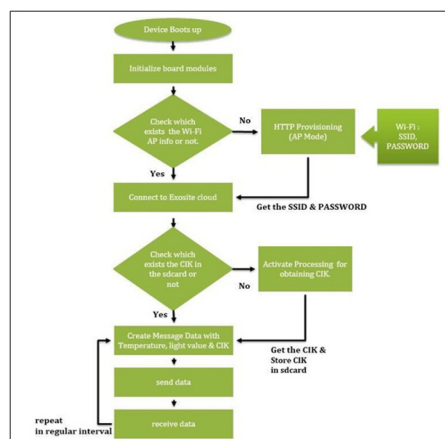 Device Boots up
Initialize board modules
Check which
exists the Wi-Fi
AP info or not.
No
HTTP Provisioning
(AP Mode)
Wi-Fi :
SSID,
PASSWORD
Yes
Get the SSID & PASSWORD
Connect to Exosite cloud
Check which
exists the CIK in
the sdcard or
not
No
Activate Processing for
obtaining CIK.
Yes
Get the CIK &
Store CIK
in sdcard
Create Message Data with
Temperature, light value & CIK
send data
receive data
repeat
in regular interval